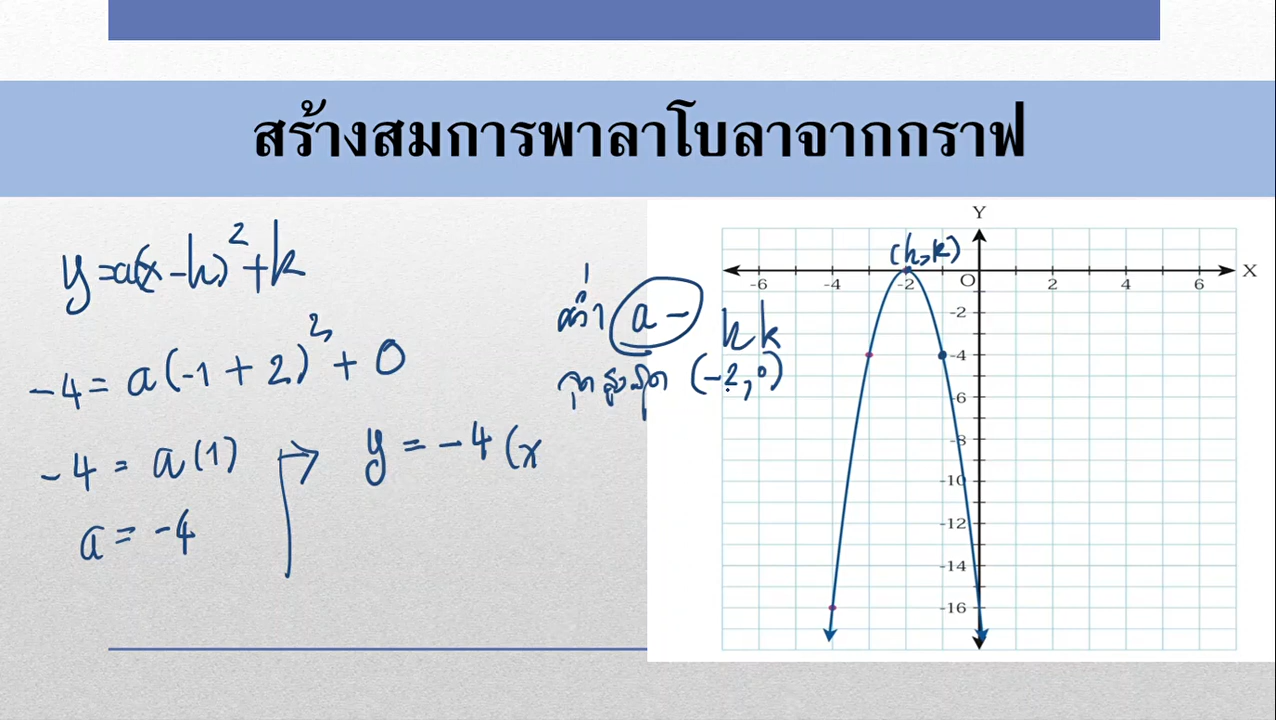 สร้างสมการพาลาโบลาจากกราฟ
y=a(x-h)²+k
-4=a(-1+2)²+0
-4=a(1)
a=-4
y=-4(x
ค่า a -
h k
จุดสูงสุด (-2,0)
(h,k)
Y
X
-6 -4 -2 O 2 4 6
-2
-4
-6
-8
-10
-12
-14
-16